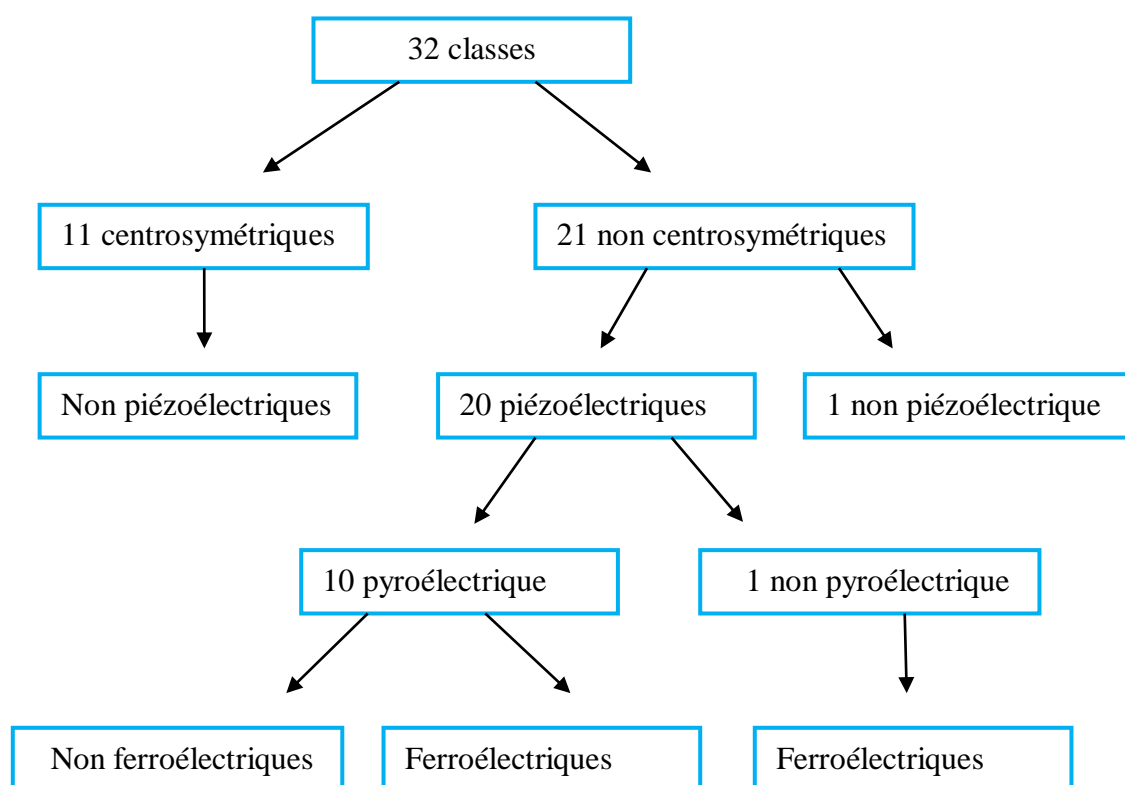 32 classes
11 centrosymétriques
21 non centrosymétriques
Non piézoélectriques
20 piézoélectriques
1 non piézoélectrique
10 pyroélectrique
1 non pyroélectrique
Non ferroélectriques
Ferroélectriques
Ferroélectriques